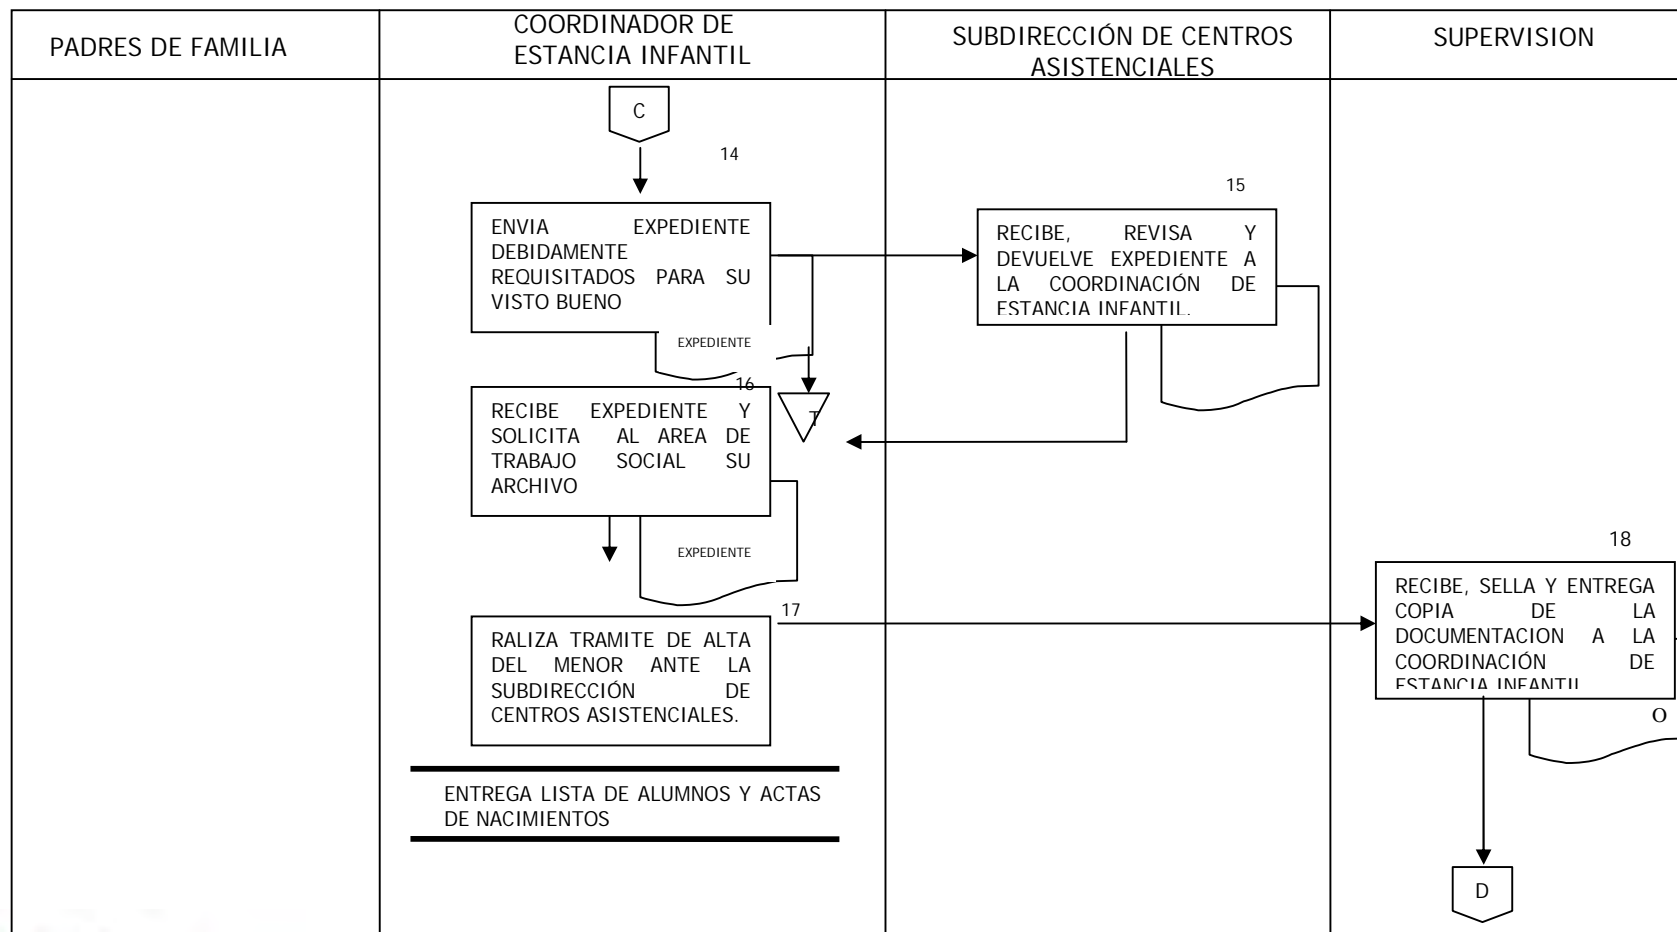 PADRES DE FAMILIA
COORDINADOR DE
ESTANCIA INFANTIL
SUBDIRECCIÓN DE CENTROS
ASISTENCIALES
SUPERVISION
C
14
ENVIA EXPEDIENTE
DEBIDAMENTE
REQUISITADOS PARA SU
VISTO BUENO
EXPEDIENTE
15
RECIBE, REVISA Y
DEVUELVE EXPEDIENTE A
LA COORDINACIÓN DE
ESTANCIA INFANTIL.
T
16
RECIBE EXPEDIENTE Y
SOLICITA AL AREA DE
TRABAJO SOCIAL SU
ARCHIVO
EXPEDIENTE
17
RALIZA TRAMITE DE ALTA
DEL MENOR ANTE LA
SUBDIRECCIÓN DE
CENTROS ASISTENCIALES.
18
RECIBE, SELLA Y ENTREGA
COPIA DE LA
DOCUMENTACION A LA
COORDINACIÓN DE
ESTANCIA INFANTIL
O
ENTREGA LISTA DE ALUMNOS Y ACTAS
DE NACIMIENTOS
D